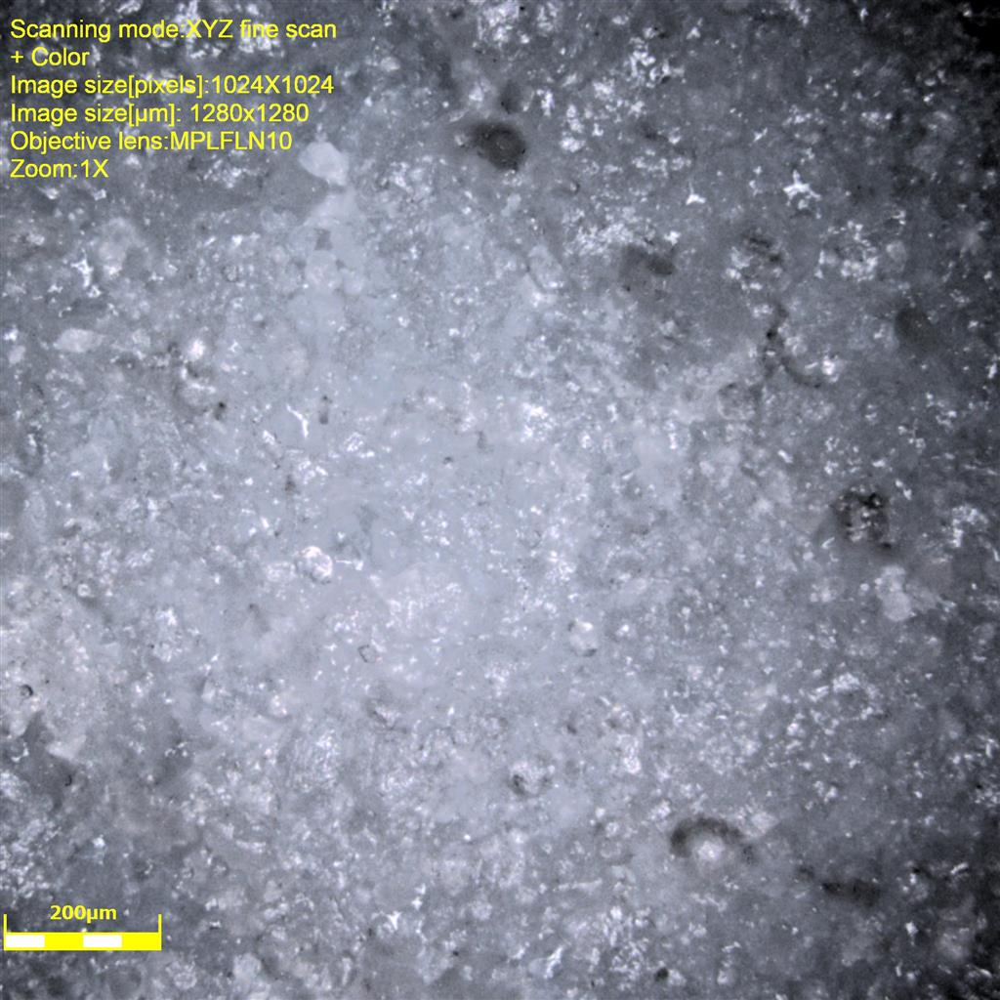 Scanning mode:XYZ fine scan
+ Color
Image size[pixels]:1024X1024
Image size[µm]: 1280x1280
Objective lens:MPLFLN10
Zoom:1X
200µm